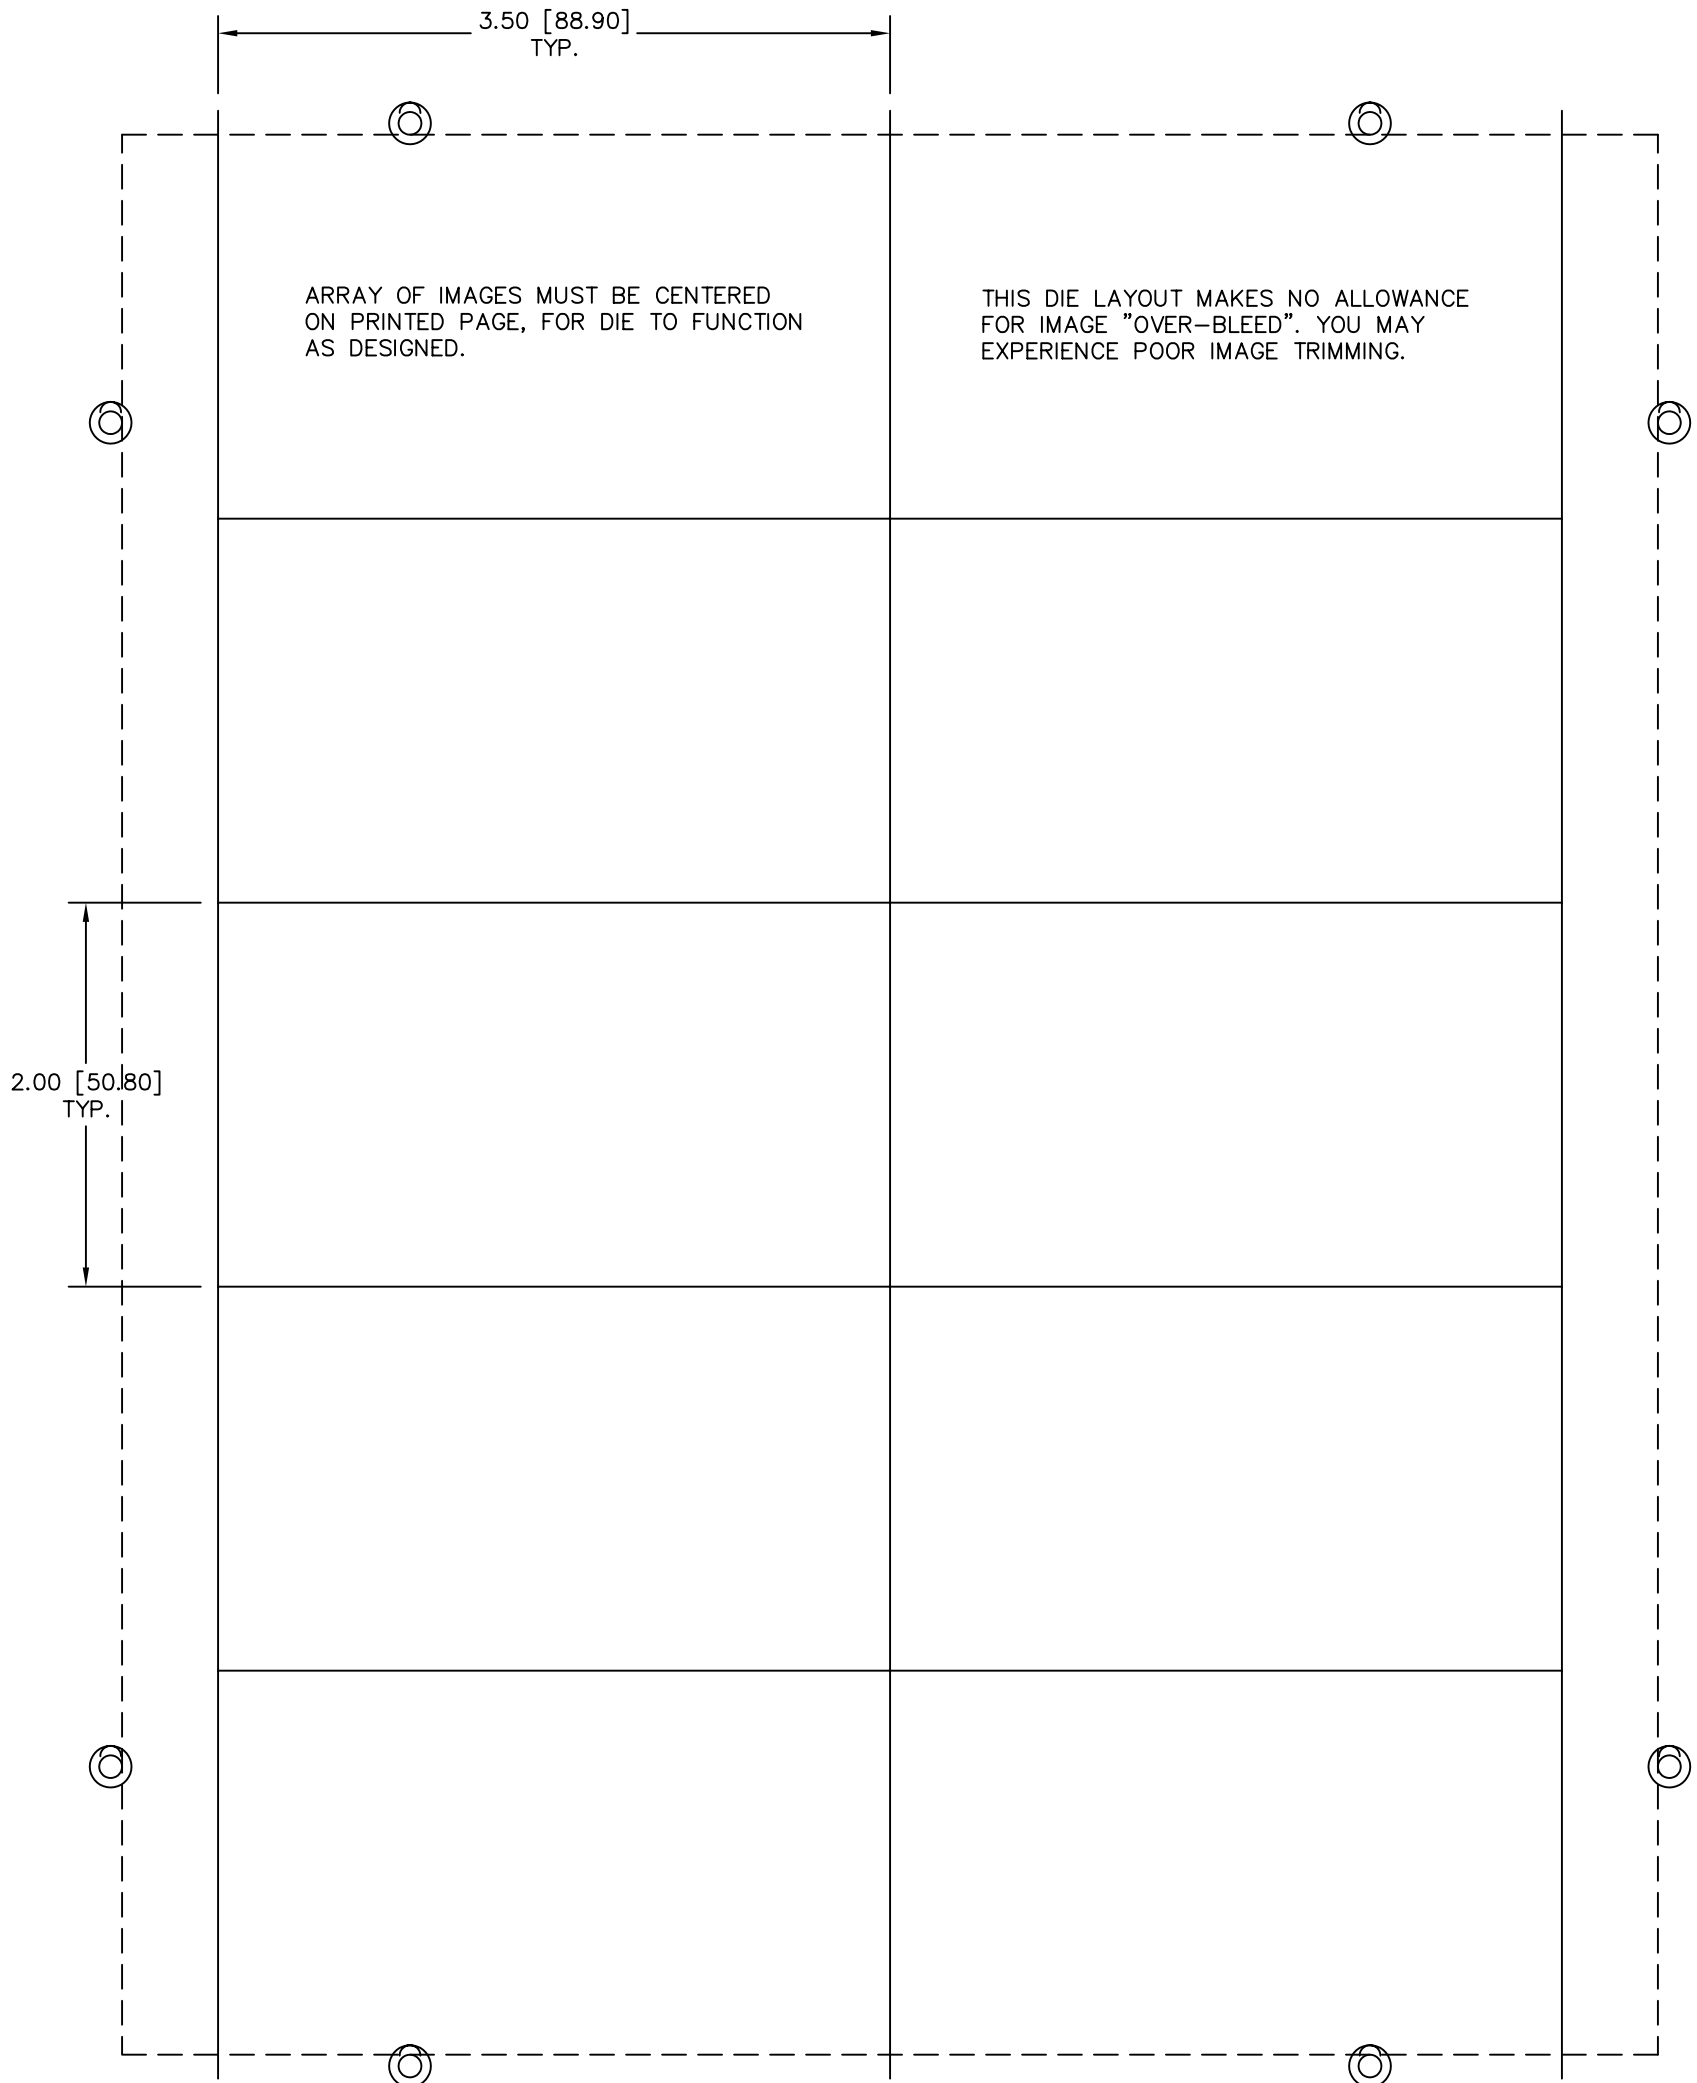 3.50 [88.90]
TYP.
ARRAY OF IMAGES MUST BE CENTERED
ON PRINTED PAGE, FOR DIE TO FUNCTION
AS DESIGNED.
THIS DIE LAYOUT MAKES NO ALLOWANCE
FOR IMAGE "OVER-BLEED". YOU MAY
EXPERIENCE POOR IMAGE TRIMMING.
2.00 [50.80]
TYP.